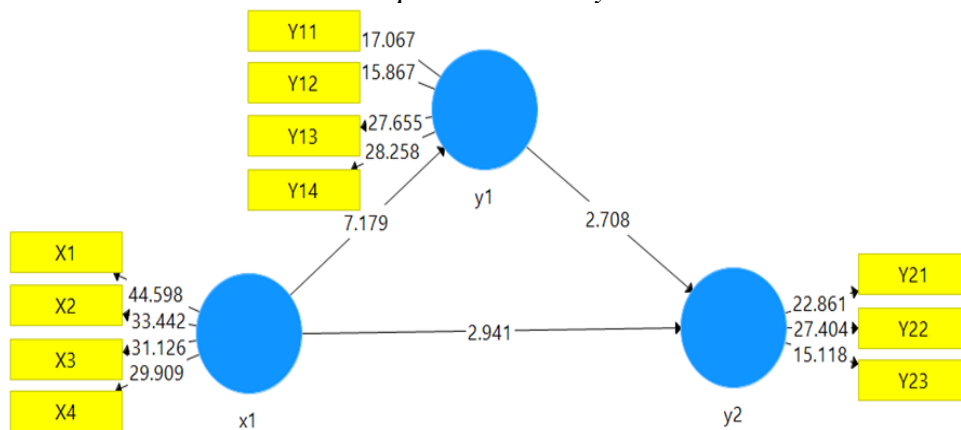 Y11
17.067
Y12
15.867
Y13
27.655
Y14
28.258
y1
7.179
2.708
X1
44.598
X2
33.442
X3
31.126
X4
29.909
x1
2.941
Y21
22.861
Y22
27.404
Y23
15.118
y2